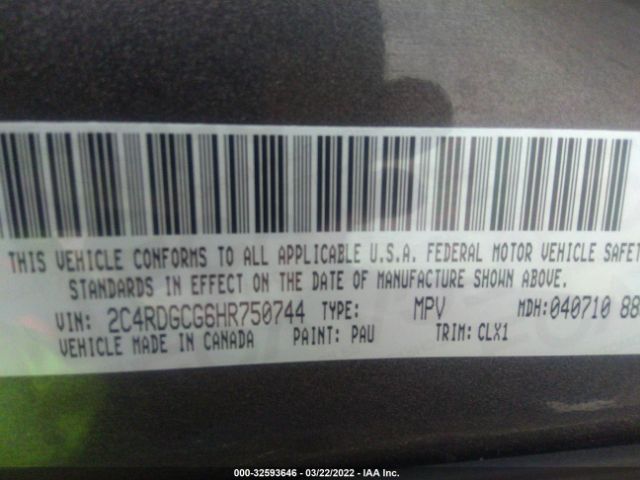 THIS VEHICLE CONFORMS TO ALL APPLICABLE U.S.A. FEDERAL MOTOR VEHICLE SAFET
STANDARDS IN EFFECT ON THE DATE OF MANUFACTURE SHOWN ABOVE.
VIN: 2C4RDGCG6HR750744 TYPE: MPV MDH:040710 88
VEHICLE MADE IN CANADA PAINT: PAU TRIM: CLX1
000-32593646 - 03/22/2022 - IAA Inc.